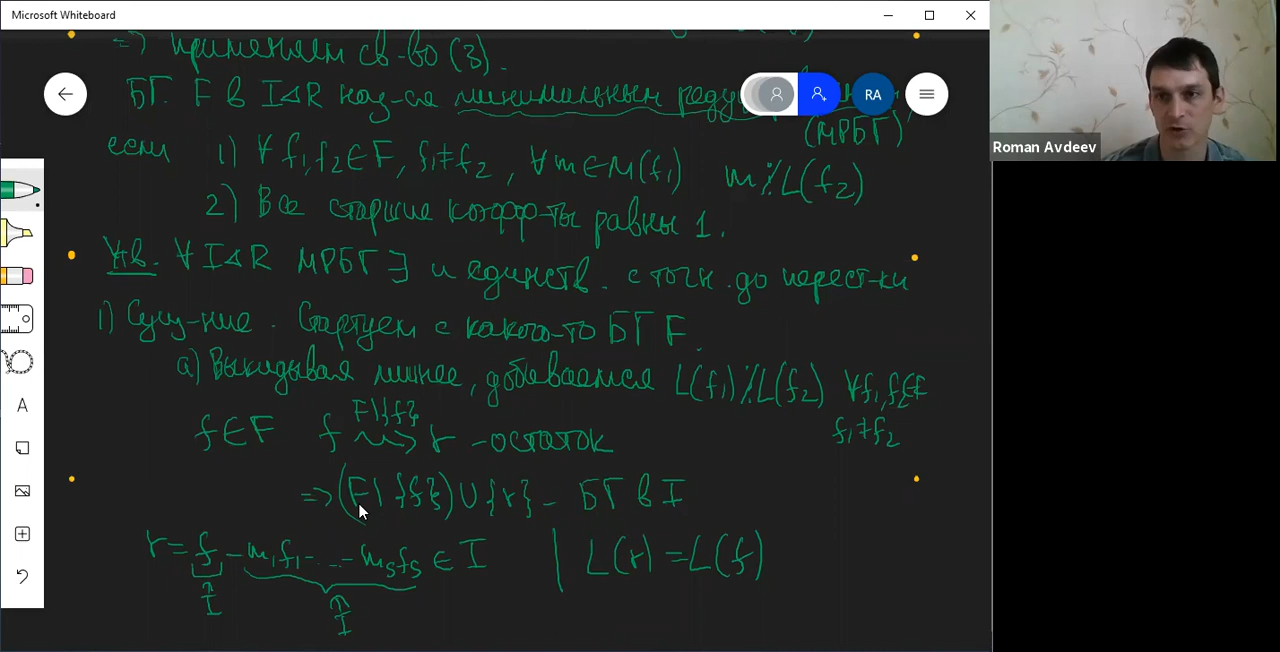 Microsoft Whiteboard
=> применяем св-во (3).
БГ. F в I⊲R наз-ся минимальным
RA
(МРБГ),
Roman Avdeev
если 1) ∀ f₁, f₂ ∈ F, f₁ ≠ f₂, ∀ m ∈ M(f₁) m ⋮̸ L(f₂)
2) Все старшие коэфф-ты равны 1.
Утв. ∀ I⊲R МРБГ ∃ и единств. с точн. до перест-ки
1) Сущ-ние. Стартуем с какого-то БГ F.
а) Выкидывая лишнее, добиваемся L(f₁) ⋮̸ L(f₂) ∀ f₁, f₂ ∈ F
f₁ ≠ f₂
A
F\{f}
f ∈ F f ⇝ r - остаток
=> (F\{f}) ∪ {r} - БГ в I
r = f - m₁f₁ - ... - mₛfₛ ∈ I | L(r) = L(f)
I
I